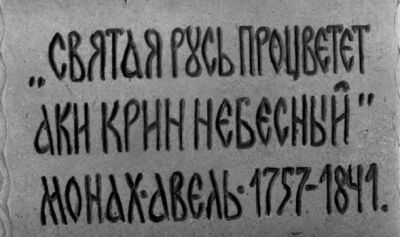 „СВЯТАЯ РУСЬ ПРОЦВЕТЕТ
АКИ КРИН НЕБЕСНЫЙ"
МОНАХ·АВЕЛЬ·1757-1841.